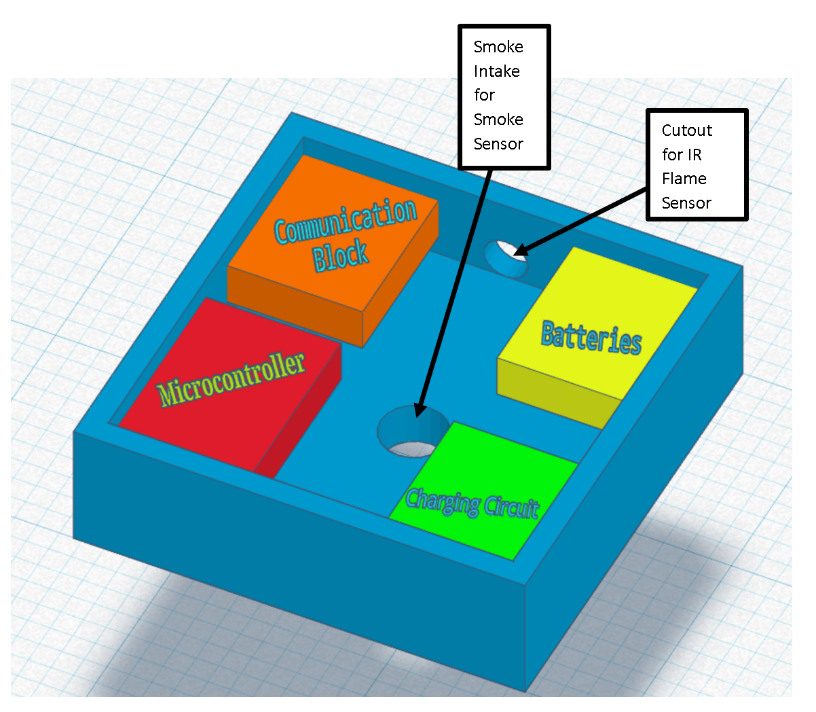 Smoke
Intake
for
Smoke
Sensor
Cutout
for IR
Flame
Sensor
Communication
Block
Batteries
Microcontroller
Charging Circuit